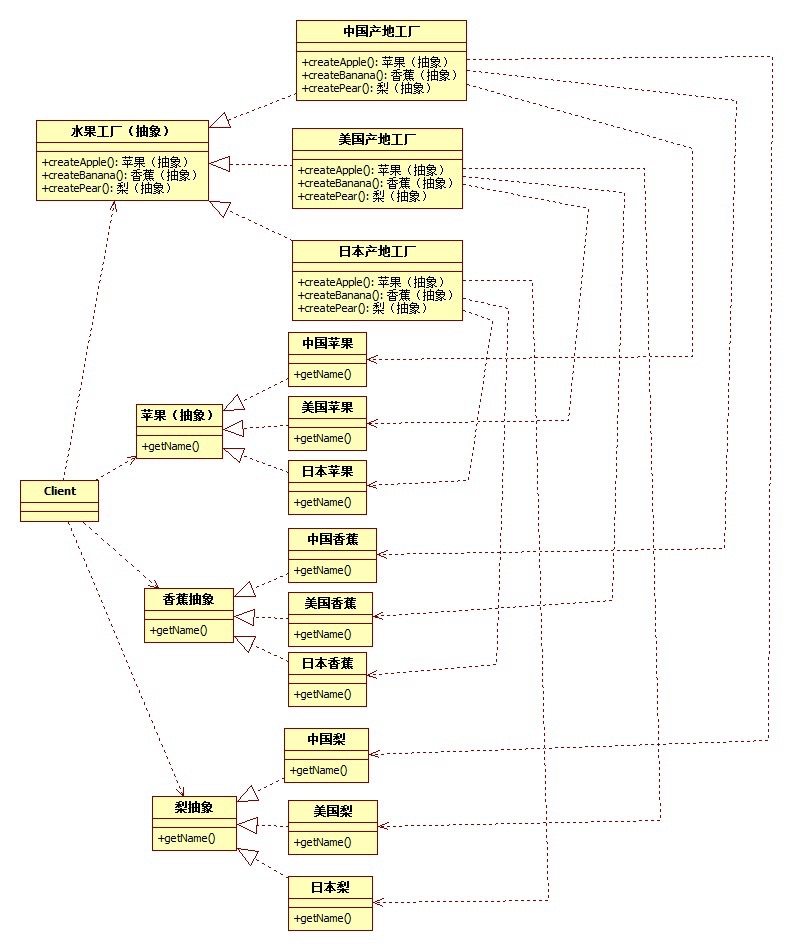 中国产地工厂
+createApple(): 苹果（抽象）
+createBanana(): 香蕉（抽象）
+createPear(): 梨（抽象）
水果工厂（抽象）
+createApple(): 苹果（抽象）
+createBanana(): 香蕉（抽象）
+createPear(): 梨（抽象）
美国产地工厂
+createApple(): 苹果（抽象）
+createBanana(): 香蕉（抽象）
+createPear(): 梨（抽象）
日本产地工厂
+createApple(): 苹果（抽象）
+createBanana(): 香蕉（抽象）
+createPear(): 梨（抽象）
中国苹果
+getName()
苹果（抽象）
+getName()
美国苹果
+getName()
日本苹果
+getName()
Client
中国香蕉
+getName()
香蕉抽象
+getName()
美国香蕉
+getName()
日本香蕉
+getName()
中国梨
+getName()
梨抽象
+getName()
美国梨
+getName()
日本梨
+getName()